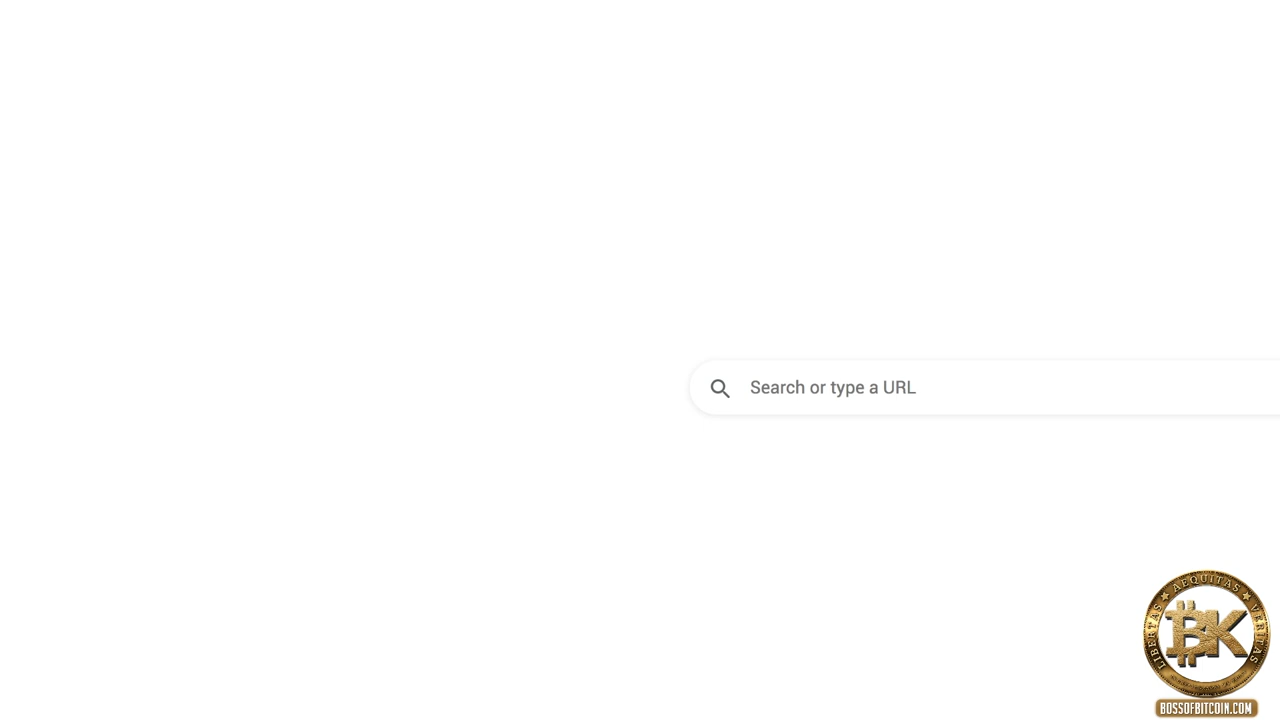 Search or type a URL
LIBERTAS ★ AEQUITAS ★ VERITAS
BK
BOSSOFBITCOIN.COM